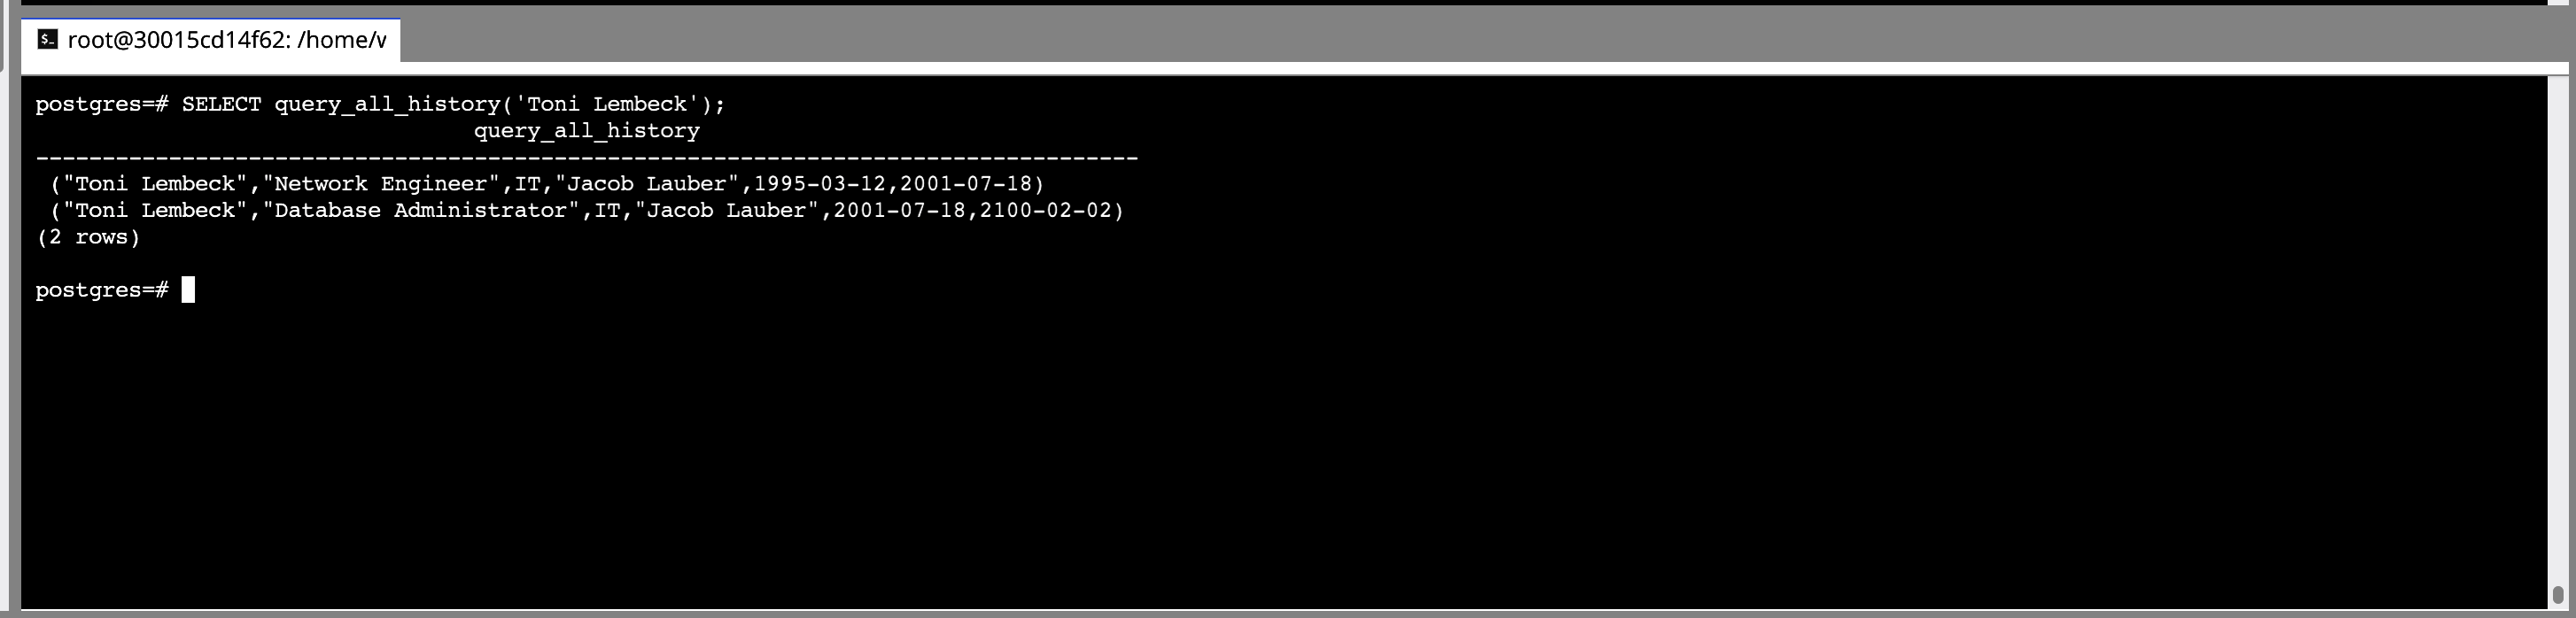 root@30015cd14f62: /home/v
postgres=# SELECT query_all_history('Toni Lembeck');
query_all_history
-----------------------------------------------------------------------------------
("Toni Lembeck","Network Engineer",IT,"Jacob Lauber",1995-03-12,2001-07-18)
("Toni Lembeck","Database Administrator",IT,"Jacob Lauber",2001-07-18,2100-02-02)
(2 rows)
postgres=#